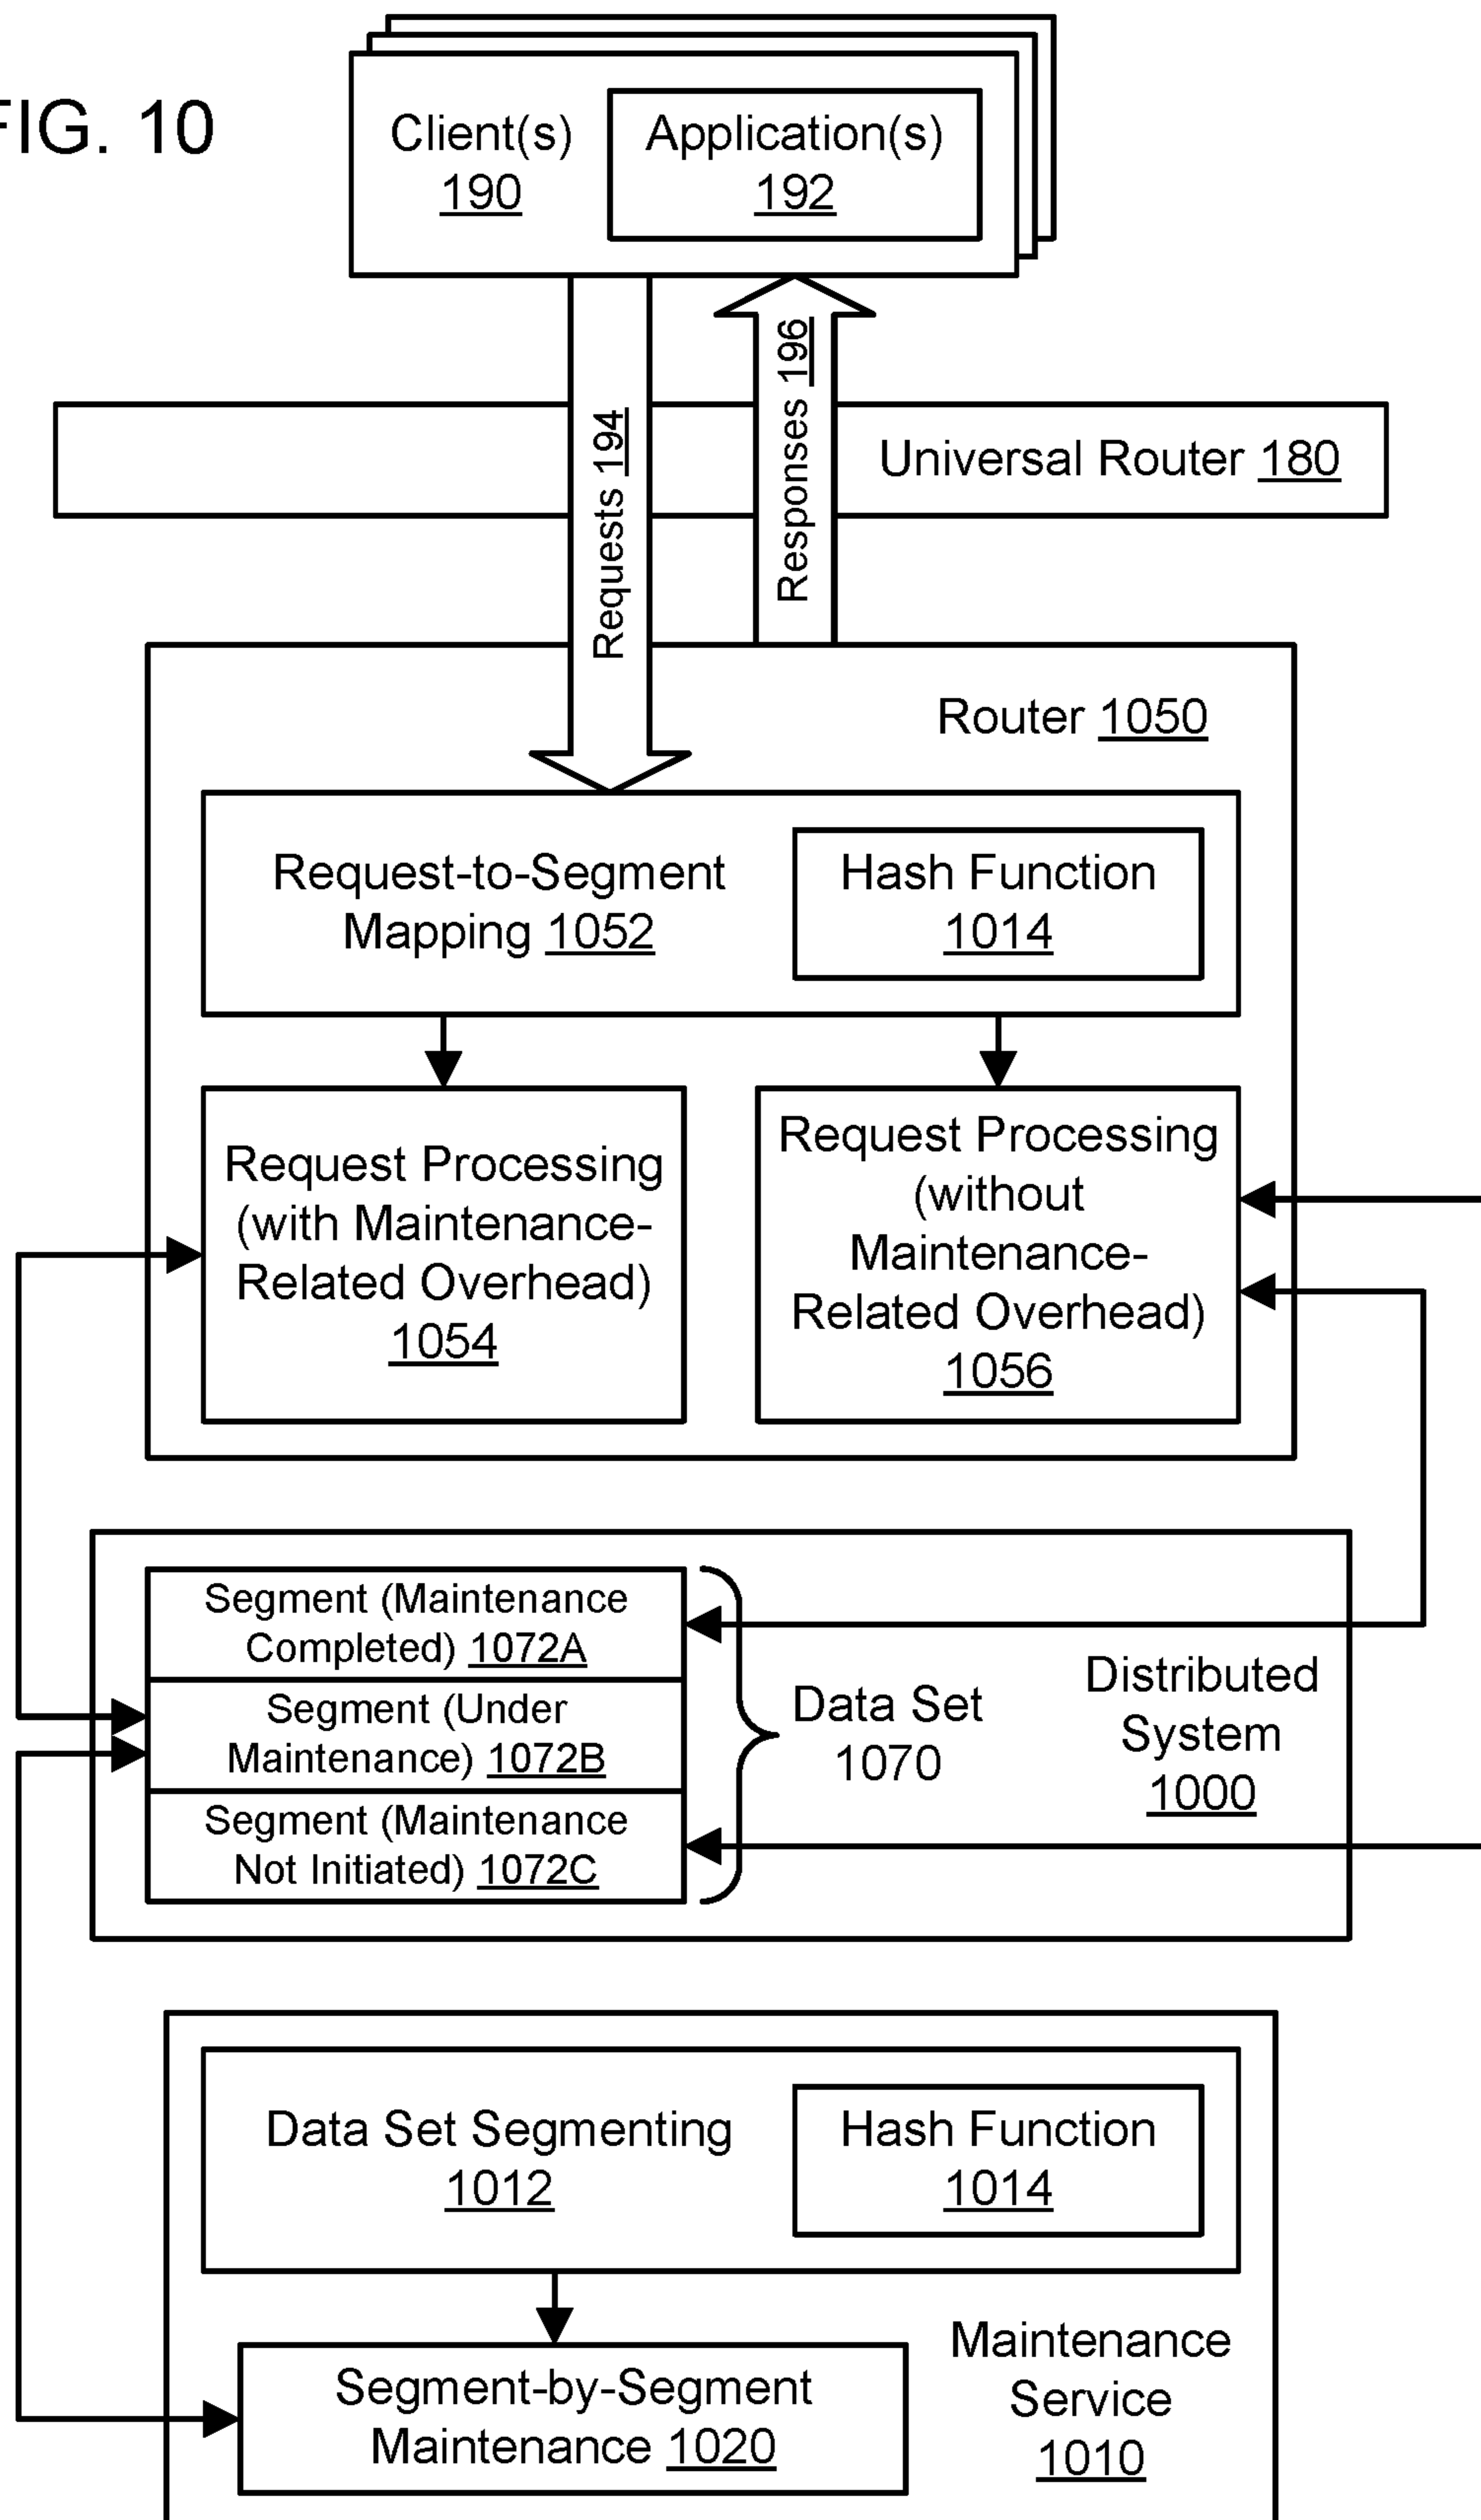 FIG. 10
Client(s)
190
Application(s)
192
Requests 194
Responses 196
Universal Router 180
Router 1050
Request-to-Segment
Mapping 1052
Hash Function
1014
Request Processing
(with Maintenance-
Related Overhead)
1054
Request Processing
(without
Maintenance-
Related Overhead)
1056
Segment (Maintenance
Completed) 1072A
Segment (Under
Maintenance) 1072B
Segment (Maintenance
Not Initiated) 1072C
Data Set
1070
Distributed
System
1000
Data Set Segmenting
1012
Hash Function
1014
Segment-by-Segment
Maintenance 1020
Maintenance
Service
1010